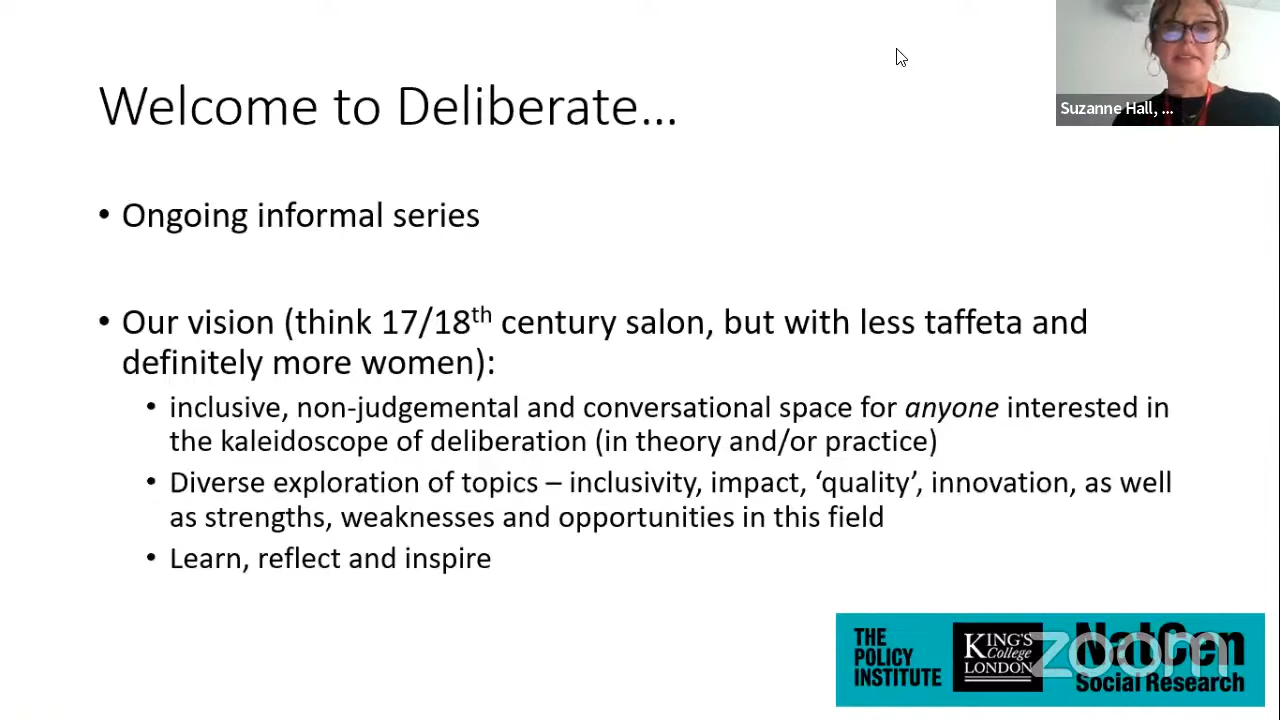 Suzanne Hall, ...
Welcome to Deliberate...
• Ongoing informal series
• Our vision (think 17/18th century salon, but with less taffeta and
definitely more women):
• inclusive, non-judgemental and conversational space for anyone interested in
the kaleidoscope of deliberation (in theory and/or practice)
• Diverse exploration of topics – inclusivity, impact, ‘quality’, innovation, as well
as strengths, weaknesses and opportunities in this field
• Learn, reflect and inspire
THE
POLICY
INSTITUTE
KING'S
College
LONDON
NatCen
Social Research
zoom